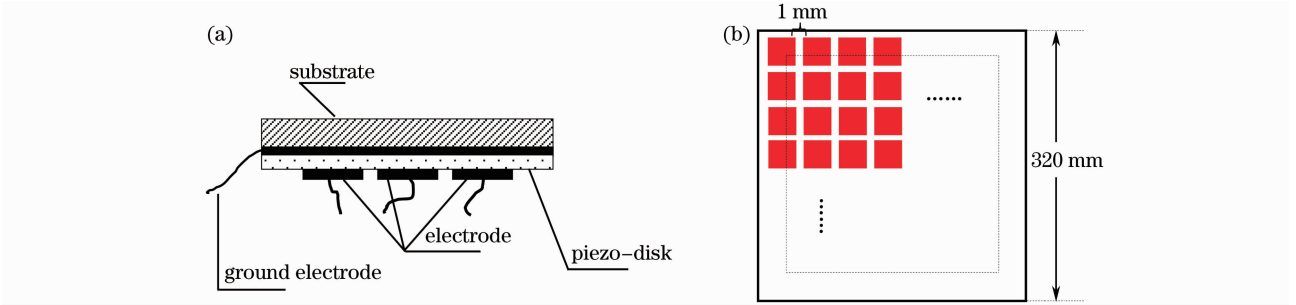 (a)
substrate
electrode
piezo-disk
ground electrode
(b)
1 mm
320 mm